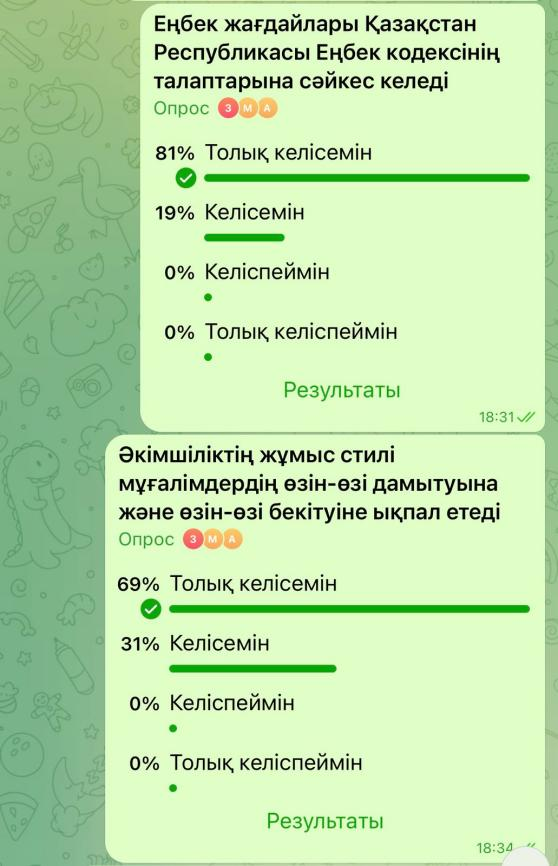 Еңбек жағдайлары Қазақстан
Республикасы Еңбек кодексінің
талаптарына сәйкес келеді
Опрос З М А
81% Толық келісемін
19% Келісемін
0% Келіспеймін
0% Толық келіспеймін
Результаты
18:31
Әкімшіліктің жұмыс стилі
мұғалімдердің өзін-өзі дамытуына
және өзін-өзі бекітуіне ықпал етеді
Опрос З М А
69% Толық келісемін
31% Келісемін
0% Келіспеймін
0% Толық келіспеймін
Результаты
18:34